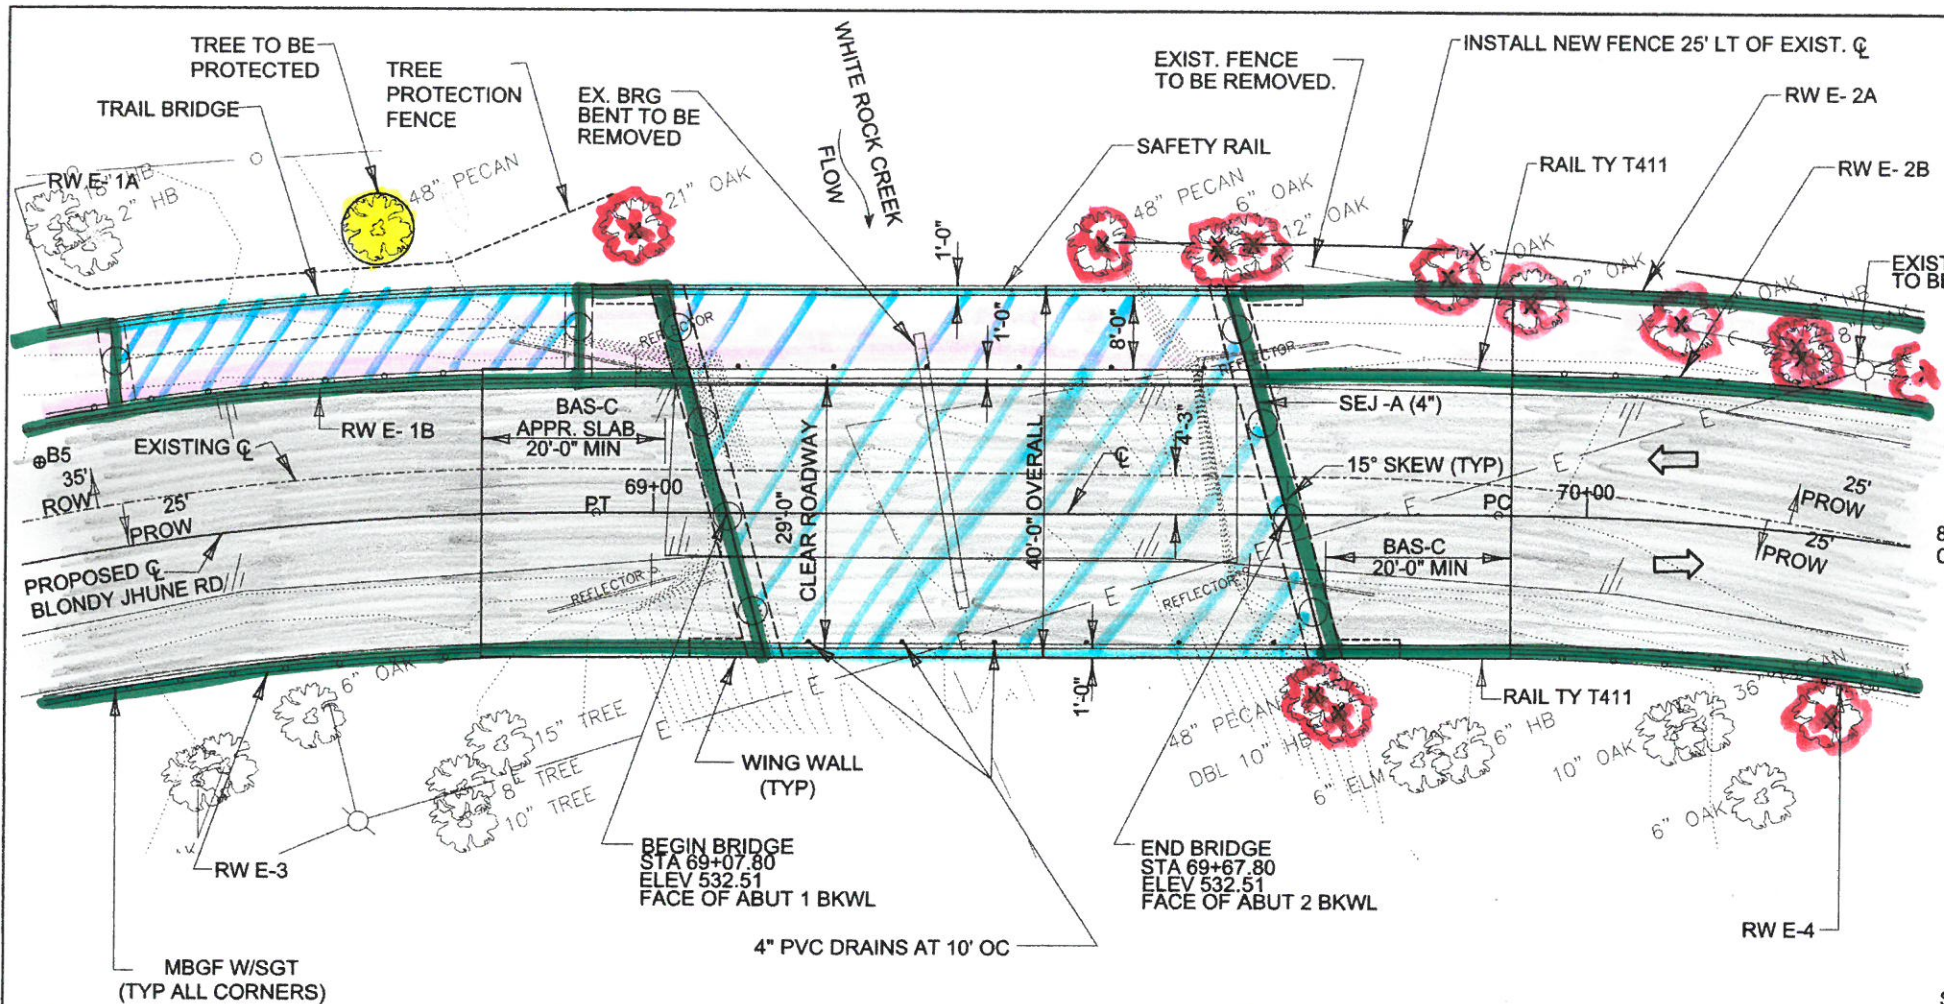 TREE TO BE
PROTECTED
TREE
PROTECTION
FENCE
TRAIL BRIDGE
EX. BRG
BENT TO BE
REMOVED
WHITE ROCK CREEK
FLOW
EXIST. FENCE
TO BE REMOVED.
INSTALL NEW FENCE 25' LT OF EXIST. ℄
RW E- 2A
SAFETY RAIL
RAIL TY T411
RW E- 2B
RW E- 1A
18" HB
2" HB
48" PECAN
21" OAK
48" PECAN
6" OAK
12" OAK
6" OAK
12" OAK
EXIST
TO BE
1'-0"
1'-0"
8'-0"
REFLECTOR
REFLECTOR
BAS-C
APPR. SLAB
20'-0" MIN
RW E- 1B
EXISTING ℄
B5
35'
ROW
25'
PROW
PT
69+00
29'-0"
CLEAR ROADWAY
40'-0" OVERALL
4'-3"
℄
SEJ -A (4")
15° SKEW (TYP)
E
E
E
PC
70+00
25'
PROW
25'
PROW
BAS-C
20'-0" MIN
PROPOSED ℄
BLONDY JHUNE RD
REFLECTOR
REFLECTOR
E
E
E
E
E
1'-0"
RAIL TY T411
6" OAK
15" TREE
8" TREE
10" TREE
WING WALL
(TYP)
48" PECAN
DBL 10" HB
6" ELM
6" HB
10" OAK
6" OAK
RW E-3
BEGIN BRIDGE
STA 69+07.80
ELEV 532.51
FACE OF ABUT 1 BKWL
END BRIDGE
STA 69+67.80
ELEV 532.51
FACE OF ABUT 2 BKWL
4" PVC DRAINS AT 10' OC
RW E-4
MBGF W/SGT
(TYP ALL CORNERS)